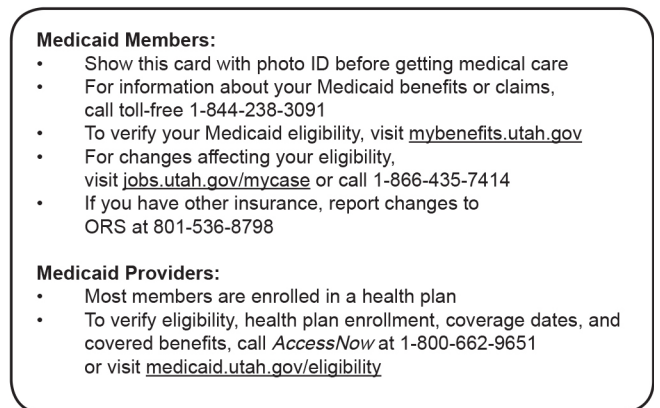 Medicaid Members:
• Show this card with photo ID before getting medical care
• For information about your Medicaid benefits or claims,
call toll-free 1-844-238-3091
• To verify your Medicaid eligibility, visit mybenefits.utah.gov
• For changes affecting your eligibility,
visit jobs.utah.gov/mycase or call 1-866-435-7414
• If you have other insurance, report changes to
ORS at 801-536-8798
Medicaid Providers:
• Most members are enrolled in a health plan
• To verify eligibility, health plan enrollment, coverage dates, and
covered benefits, call AccessNow at 1-800-662-9651
or visit medicaid.utah.gov/eligibility